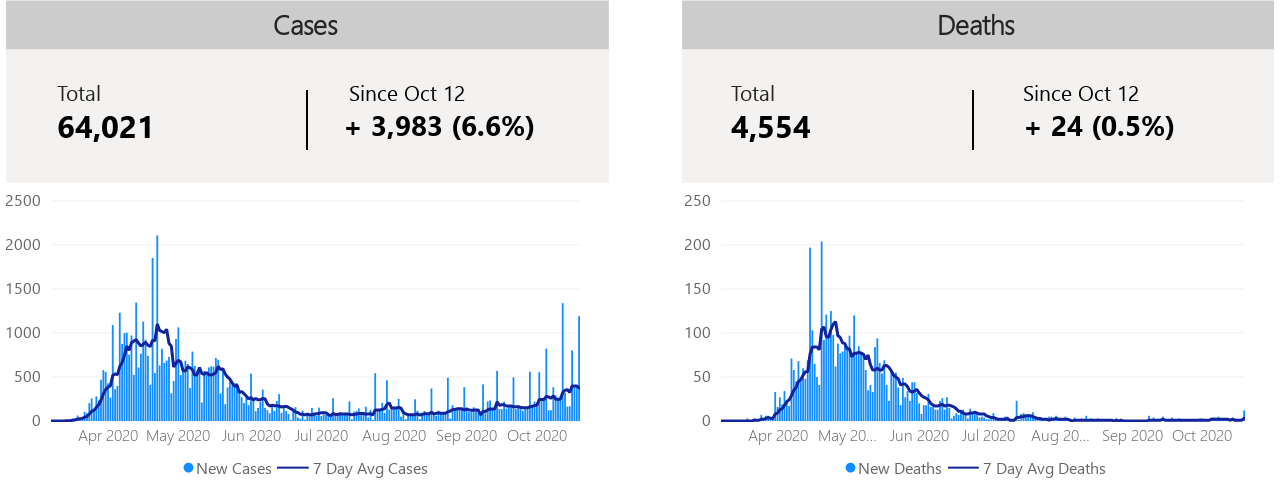 Cases
Total
64,021
Since Oct 12
+ 3,983 (6.6%)
2500
2000
1500
1000
500
0
Apr 2020 May 2020 Jun 2020 Jul 2020 Aug 2020 Sep 2020 Oct 2020
New Cases 7 Day Avg Cases
Deaths
Total
4,554
Since Oct 12
+ 24 (0.5%)
250
200
150
100
50
0
Apr 2020 May 20... Jun 2020 Jul 2020 Aug 20... Sep 2020 Oct 2020
New Deaths 7 Day Avg Deaths